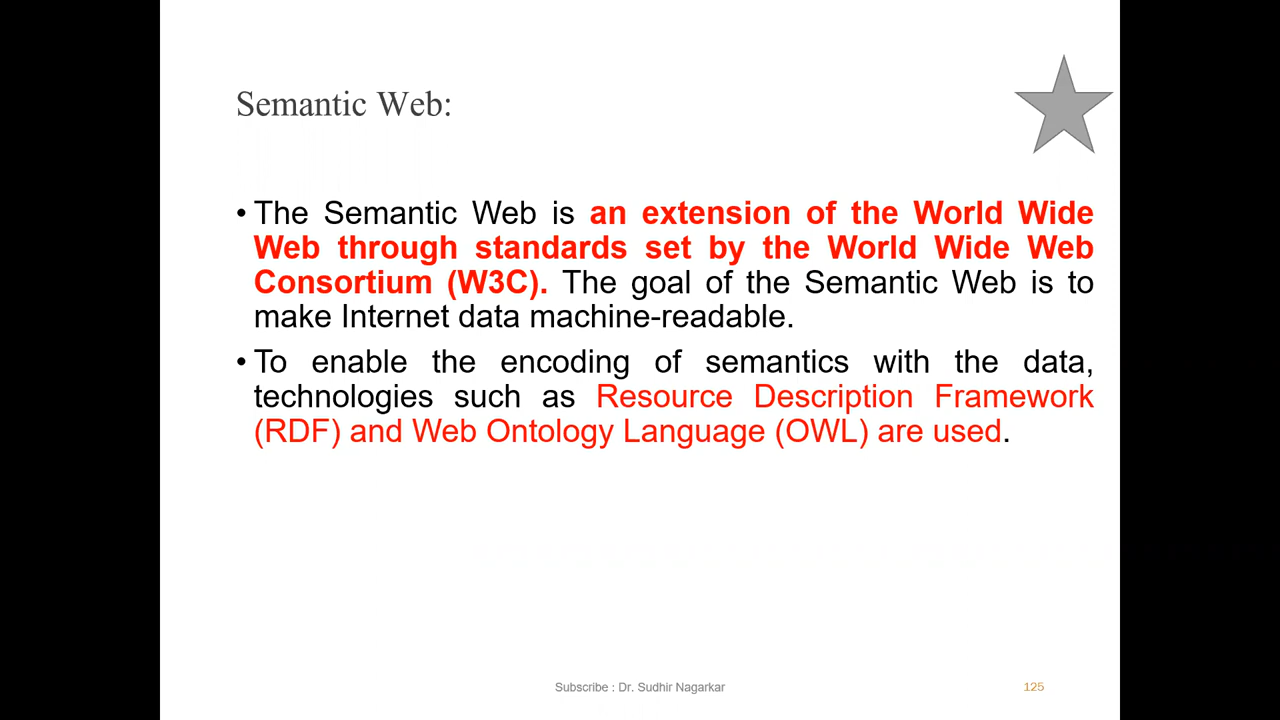 Semantic Web:
• The Semantic Web is an extension of the World Wide
Web through standards set by the World Wide Web
Consortium (W3C). The goal of the Semantic Web is to
make Internet data machine-readable.
• To enable the encoding of semantics with the data,
technologies such as Resource Description Framework
(RDF) and Web Ontology Language (OWL) are used.
Subscribe : Dr. Sudhir Nagarkar
125